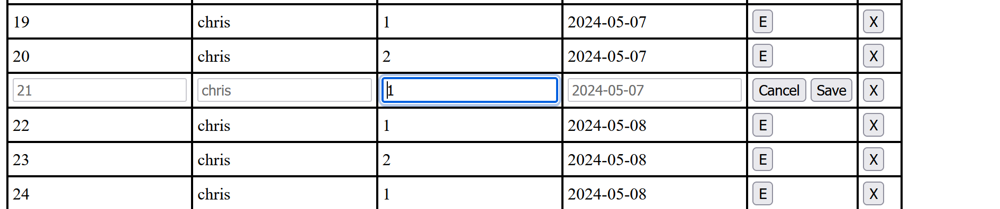 19 chris 1 2024-05-07 E X
20 chris 2 2024-05-07 E X
21 chris 1 2024-05-07 Cancel Save X
22 chris 1 2024-05-08 E X
23 chris 2 2024-05-08 E X
24 chris 1 2024-05-08 E X